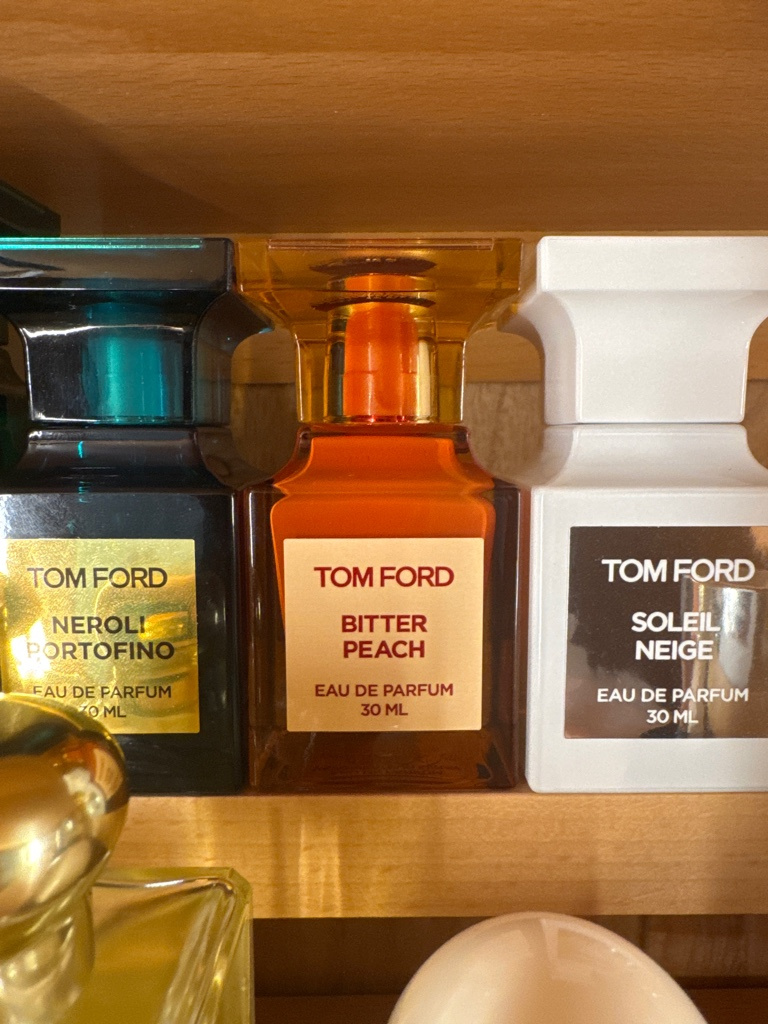 TOM FORD
NEROLI
PORTOFINO
EAU DE PARFUM
30 ML
TOM FORD
BITTER
PEACH
EAU DE PARFUM
30 ML
TOM FORD
SOLEIL
NEIGE
EAU DE PARFUM
30 ML